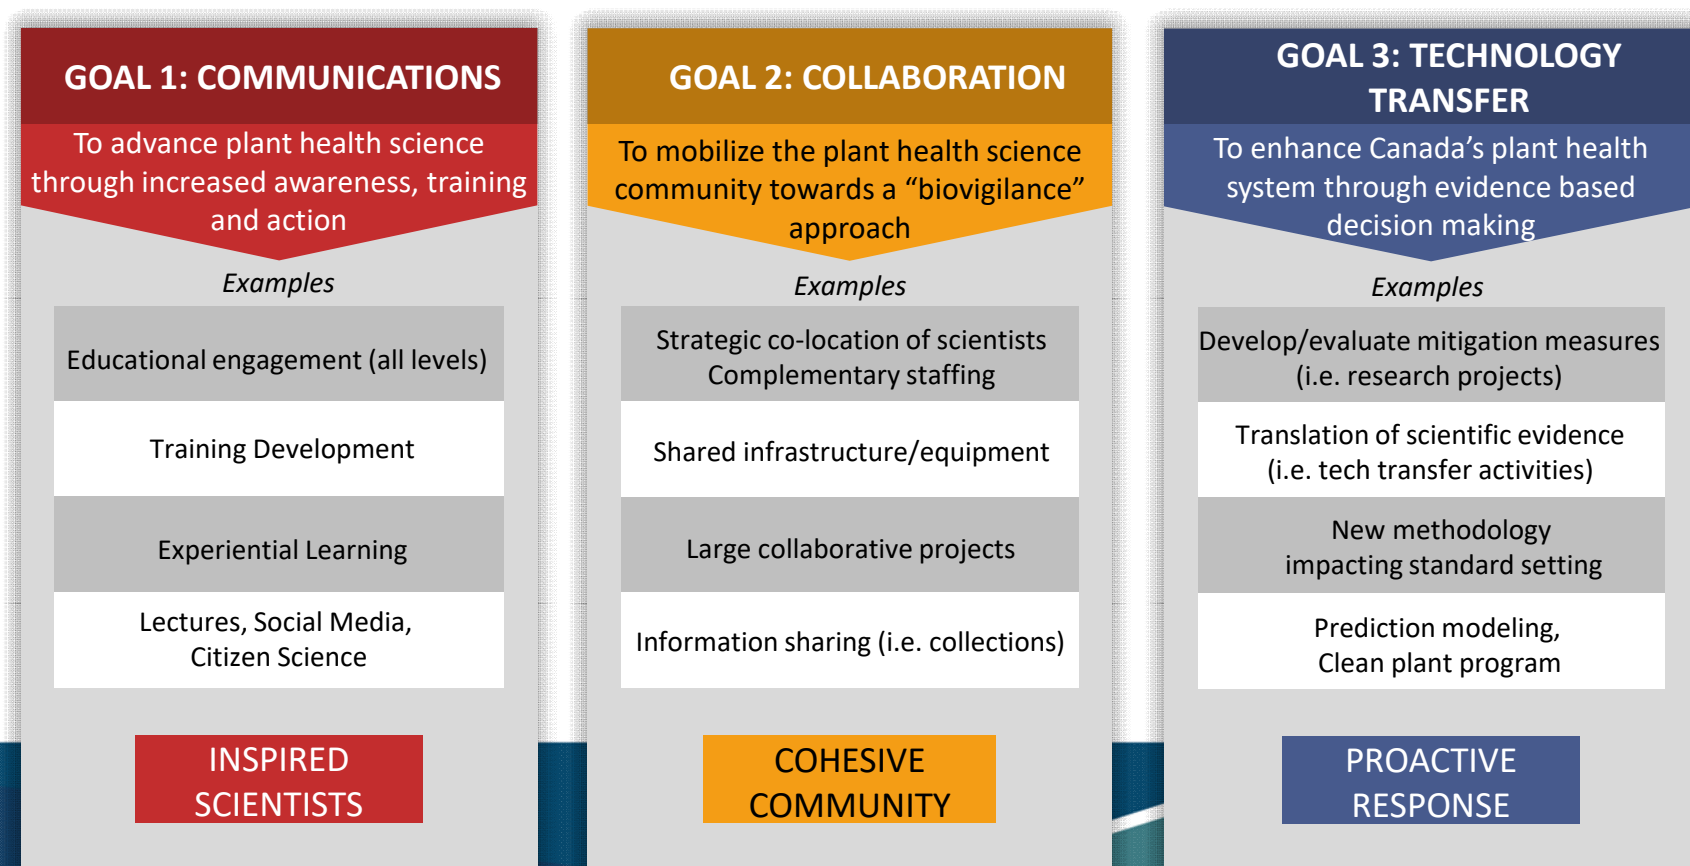 GOAL 1: COMMUNICATIONS
To advance plant health science
through increased awareness, training
and action
Examples
Educational engagement (all levels)
Training Development
Experiential Learning
Lectures, Social Media,
Citizen Science
INSPIRED
SCIENTISTS
GOAL 2: COLLABORATION
To mobilize the plant health science
community towards a “biovigilance”
approach
Examples
Strategic co-location of scientists
Complementary staffing
Shared infrastructure/equipment
Large collaborative projects
Information sharing (i.e. collections)
COHESIVE
COMMUNITY
GOAL 3: TECHNOLOGY
TRANSFER
To enhance Canada’s plant health
system through evidence based
decision making
Examples
Develop/evaluate mitigation measures
(i.e. research projects)
Translation of scientific evidence
(i.e. tech transfer activities)
New methodology
impacting standard setting
Prediction modeling,
Clean plant program
PROACTIVE
RESPONSE